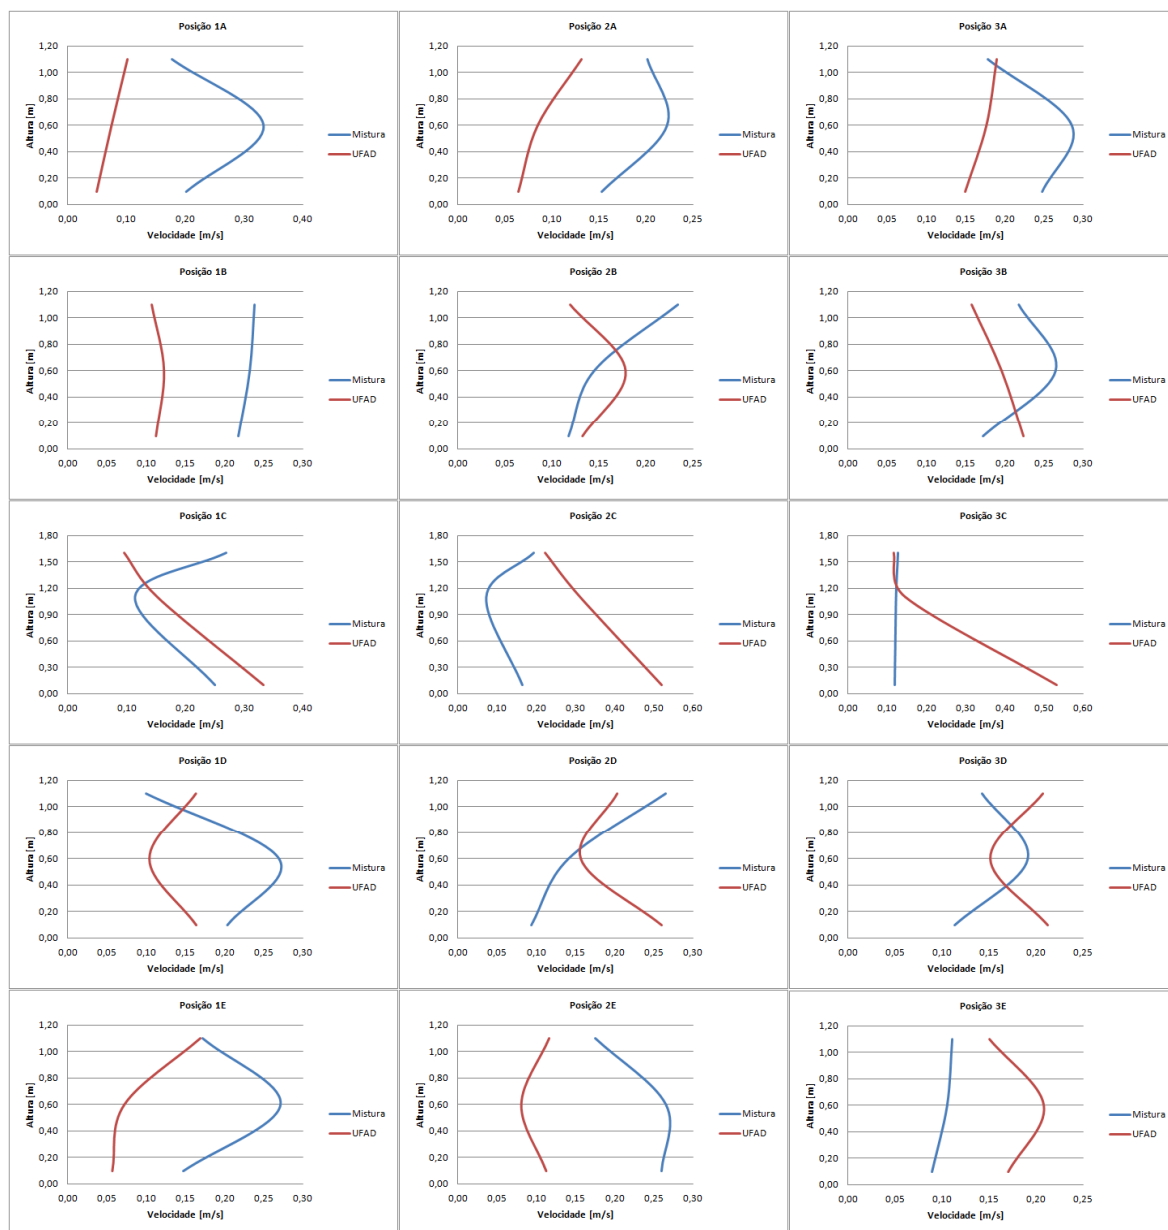 Posição 1A
Altura [m]
1,20
1,00
0,80
0,60
0,40
0,20
0,00
0,00 0,10 0,20 0,30 0,40
Velocidade [m/s]
Mistura
UFAD
Posição 2A
Altura [m]
1,20
1,00
0,80
0,60
0,40
0,20
0,00
0,00 0,05 0,10 0,15 0,20 0,25
Velocidade [m/s]
Mistura
UFAD
Posição 3A
Altura [m]
1,20
1,00
0,80
0,60
0,40
0,20
0,00
0,00 0,05 0,10 0,15 0,20 0,25 0,30
Velocidade [m/s]
Mistura
UFAD
Posição 1B
Altura [m]
1,20
1,00
0,80
0,60
0,40
0,20
0,00
0,00 0,05 0,10 0,15 0,20 0,25 0,30
Velocidade [m/s]
Mistura
UFAD
Posição 2B
Altura [m]
1,20
1,00
0,80
0,60
0,40
0,20
0,00
0,00 0,05 0,10 0,15 0,20 0,25
Velocidade [m/s]
Mistura
UFAD
Posição 3B
Altura [m]
1,20
1,00
0,80
0,60
0,40
0,20
0,00
0,00 0,05 0,10 0,15 0,20 0,25 0,30
Velocidade [m/s]
Mistura
UFAD
Posição 1C
Altura [m]
1,80
1,50
1,20
0,90
0,60
0,30
0,00
0,00 0,10 0,20 0,30 0,40
Velocidade [m/s]
Mistura
UFAD
Posição 2C
Altura [m]
1,80
1,50
1,20
0,90
0,60
0,30
0,00
0,00 0,10 0,20 0,30 0,40 0,50 0,60
Velocidade [m/s]
Mistura
UFAD
Posição 3C
Altura [m]
1,80
1,50
1,20
0,90
0,60
0,30
0,00
0,00 0,10 0,20 0,30 0,40 0,50 0,60
Velocidade [m/s]
Mistura
UFAD
Posição 1D
Altura [m]
1,20
1,00
0,80
0,60
0,40
0,20
0,00
0,00 0,05 0,10 0,15 0,20 0,25 0,30
Velocidade [m/s]
Mistura
UFAD
Posição 2D
Altura [m]
1,20
1,00
0,80
0,60
0,40
0,20
0,00
0,00 0,05 0,10 0,15 0,20 0,25 0,30
Velocidade [m/s]
Mistura
UFAD
Posição 3D
Altura [m]
1,20
1,00
0,80
0,60
0,40
0,20
0,00
0,00 0,05 0,10 0,15 0,20 0,25
Velocidade [m/s]
Mistura
UFAD
Posição 1E
Altura [m]
1,20
1,00
0,80
0,60
0,40
0,20
0,00
0,00 0,05 0,10 0,15 0,20 0,25 0,30
Velocidade [m/s]
Mistura
UFAD
Posição 2E
Altura [m]
1,20
1,00
0,80
0,60
0,40
0,20
0,00
0,00 0,05 0,10 0,15 0,20 0,25 0,30
Velocidade [m/s]
Mistura
UFAD
Posição 3E
Altura [m]
1,20
1,00
0,80
0,60
0,40
0,20
0,00
0,00 0,05 0,10 0,15 0,20 0,25
Velocidade [m/s]
Mistura
UFAD